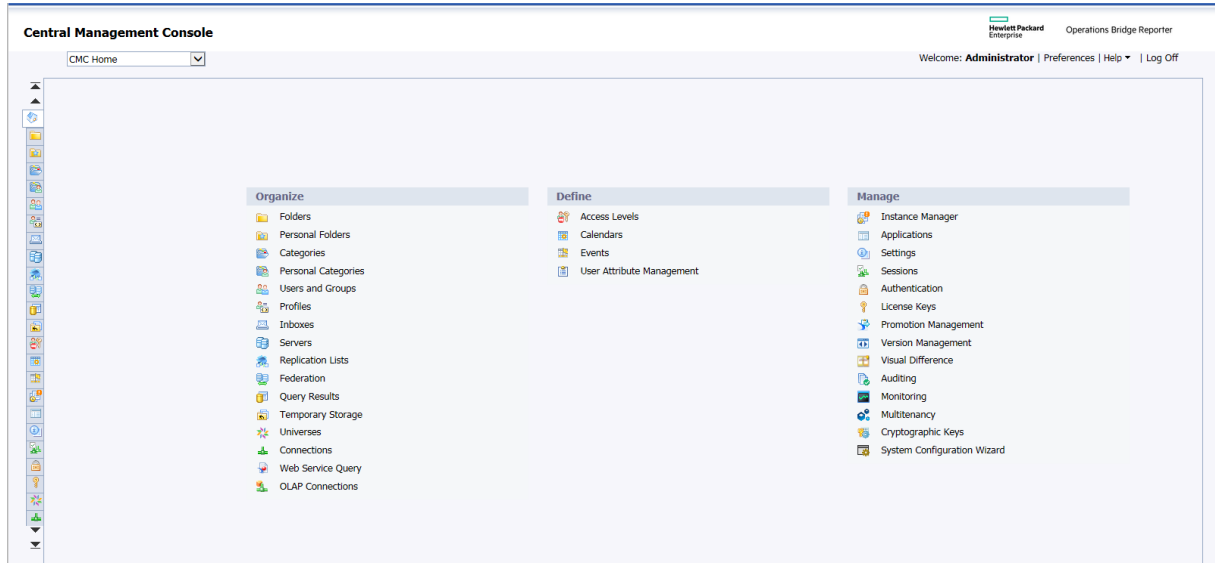 Central Management Console
Hewlett Packard
Enterprise
Operations Bridge Reporter
CMC Home
Welcome: Administrator | Preferences | Help | Log Off
Organize
Folders
Personal Folders
Categories
Personal Categories
Users and Groups
Profiles
Inboxes
Servers
Replication Lists
Federation
Query Results
Temporary Storage
Universes
Connections
Web Service Query
OLAP Connections
Define
Access Levels
Calendars
Events
User Attribute Management
Manage
Instance Manager
Applications
Settings
Sessions
Authentication
License Keys
Promotion Management
Version Management
Visual Difference
Auditing
Monitoring
Multitenancy
Cryptographic Keys
System Configuration Wizard